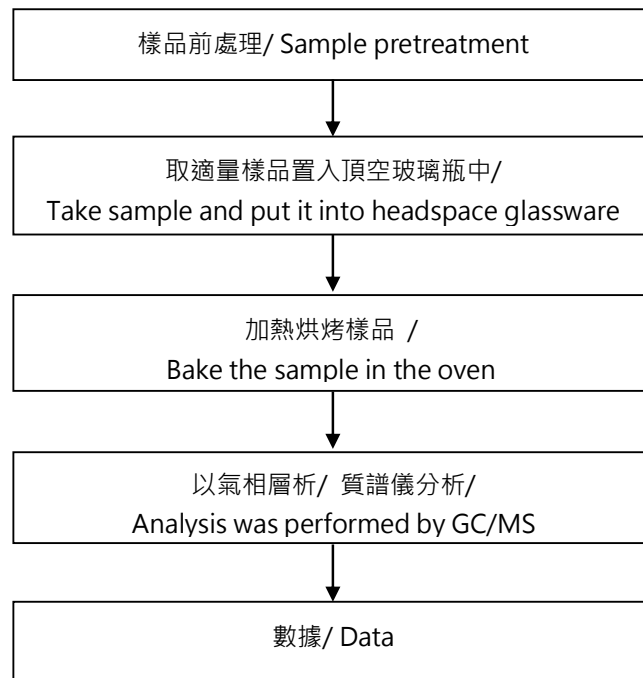 樣品前處理/ Sample pretreatment
取適量樣品置入頂空玻璃瓶中/
Take sample and put it into headspace glassware
加熱烘烤樣品 /
Bake the sample in the oven
以氣相層析/ 質譜儀分析/
Analysis was performed by GC/MS
數據/ Data